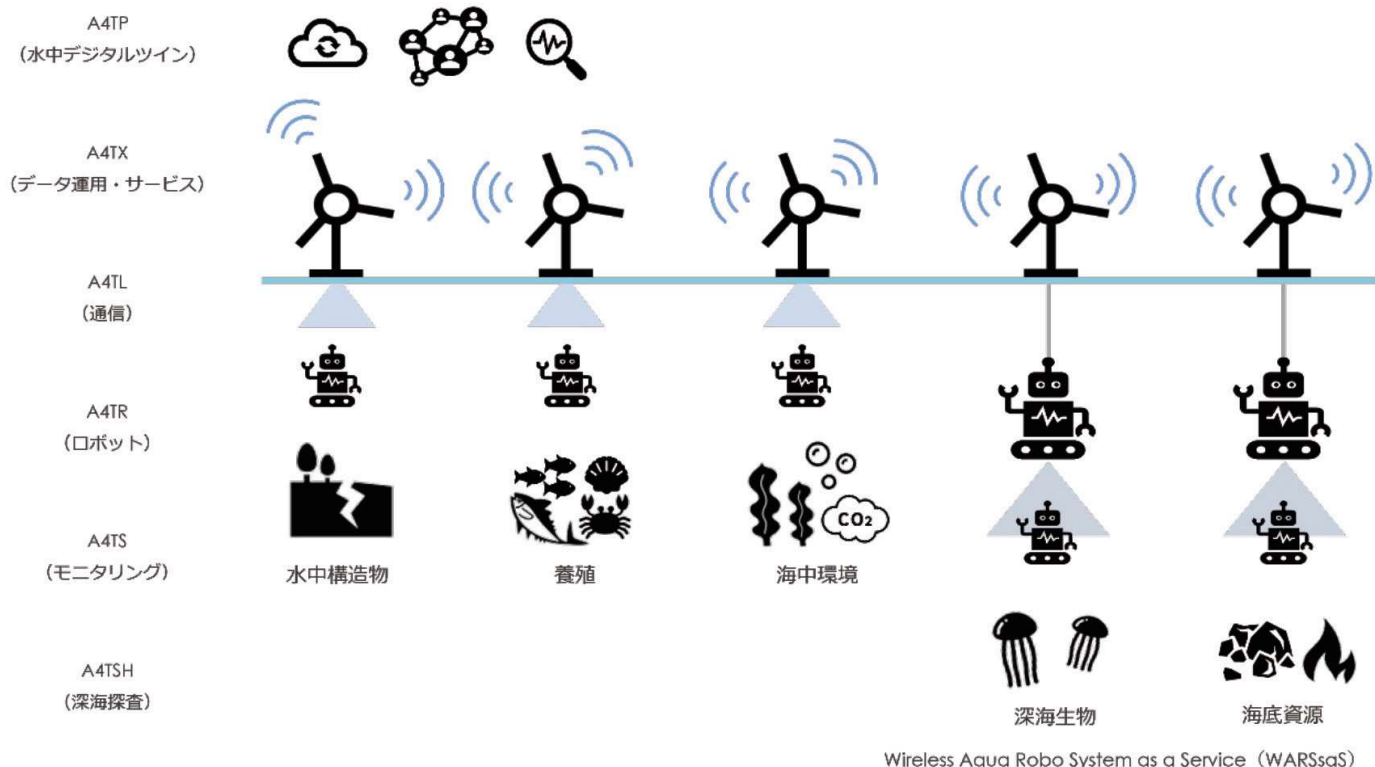 A4TP
（水中デジタルツイン）
A4TX
（データ運用・サービス）
A4TL
（通信）
A4TR
（ロボット）
A4TS
（モニタリング）
水中構造物
養殖
CO2
海中環境
A4TSH
（深海探査）
深海生物
海底資源
Wireless Aqua Robo System as a Service（WARSsaS）